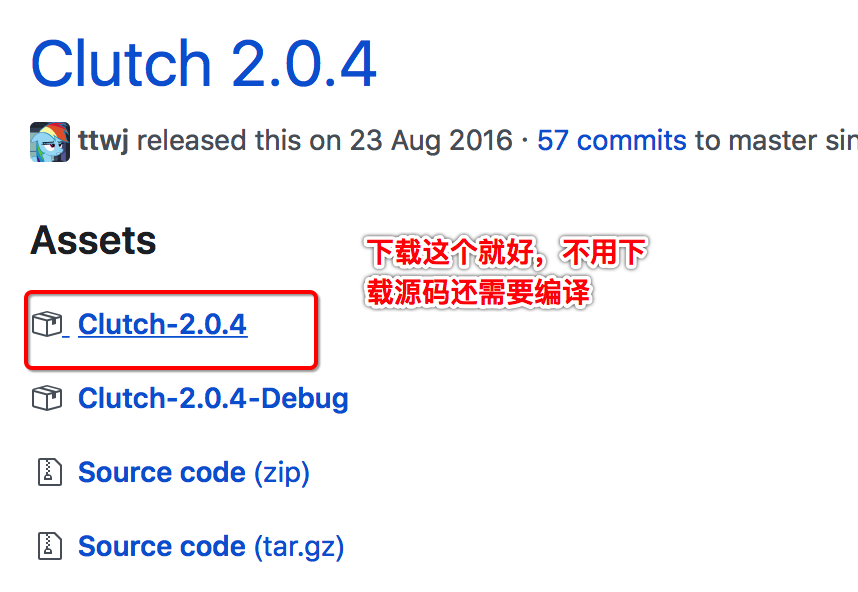 Clutch 2.0.4
ttwj released this on 23 Aug 2016 · 57 commits to master sin
Assets
下载这个就好，不用下
载源码还需要编译
Clutch-2.0.4
Clutch-2.0.4-Debug
Source code (zip)
Source code (tar.gz)